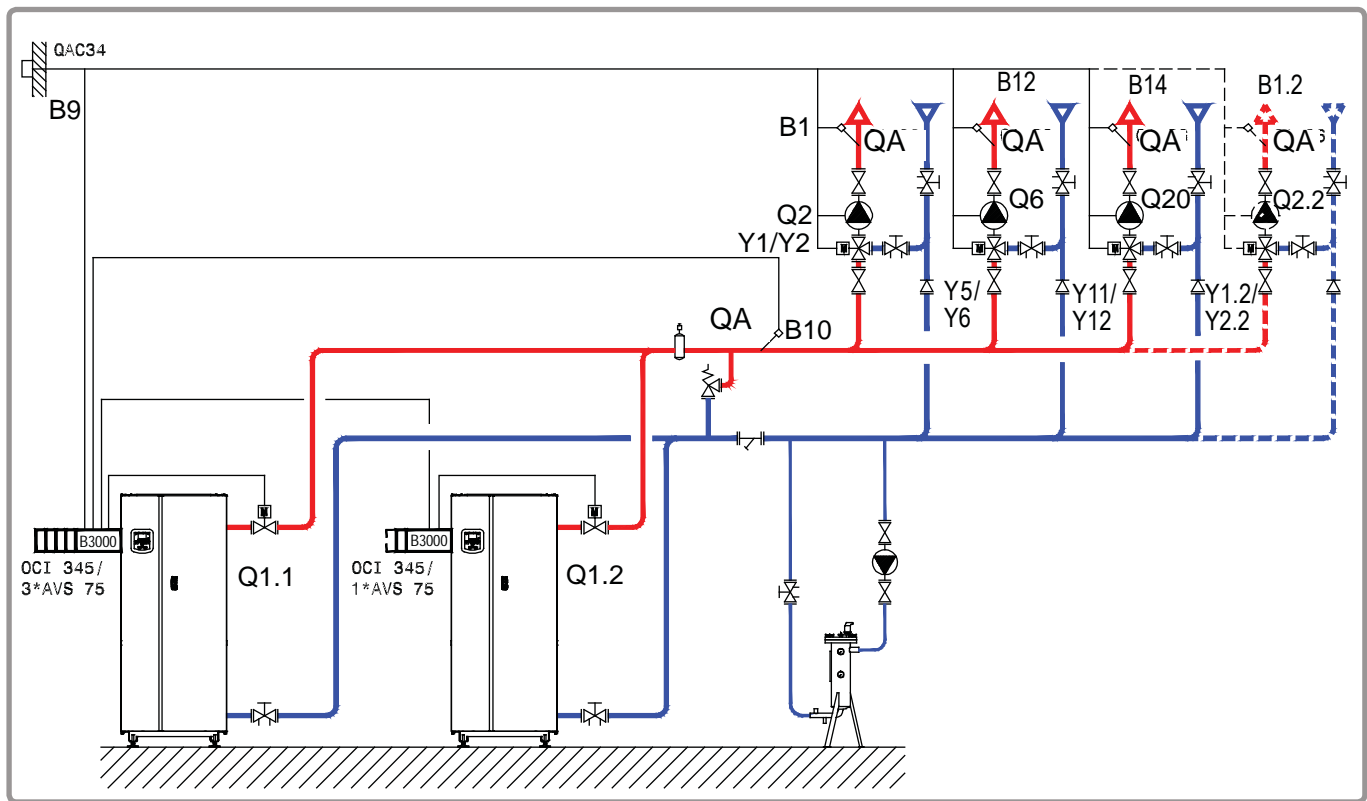 QAC34
B9
B12
B14
B1.2
B1
QA
QA
QA
QA
Q2
Q6
Q20
Q2.2
Y1/Y2
Y5/
Y6
Y11/
Y12
Y1.2/
Y2.2
QA
B10
B3000
OCI 345/
3*AVS 75
Q1.1
B3000
OCI 345/
1*AVS 75
Q1.2
M
M
M
M
M
M